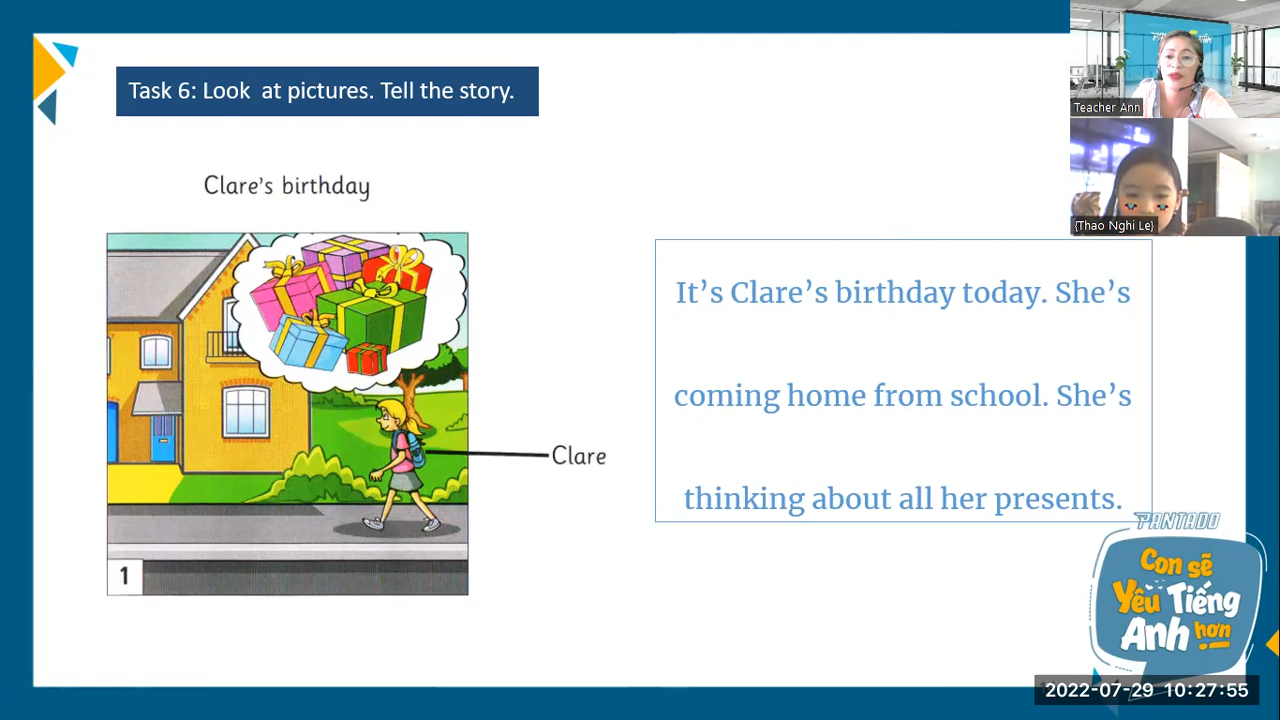 Task 6: Look at pictures. Tell the story.
Teacher Ann
{Thao Nghi Le}
Clare's birthday
Clare
1
It's Clare's birthday today. She's
coming home from school. She's
thinking about all her presents.
PANTADO
Con sẽ
Yêu Tiếng
Anh hơn
2022-07-29 10:27:55